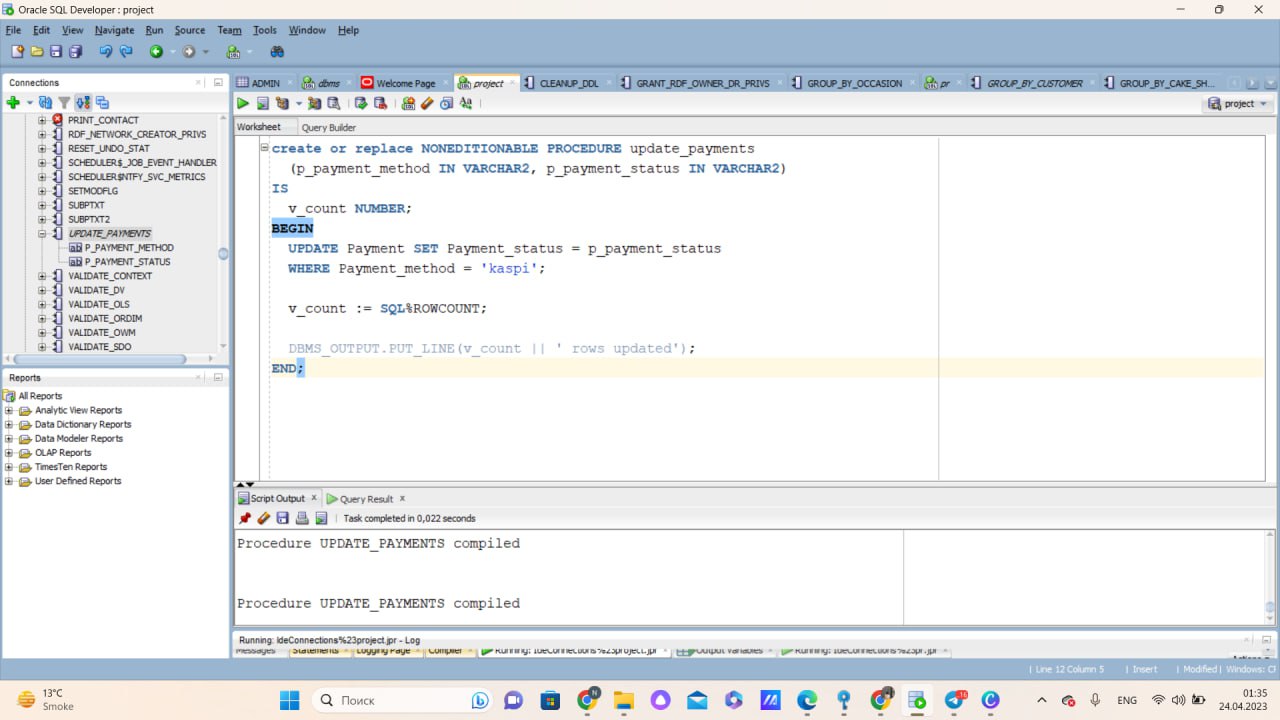 Oracle SQL Developer : project
File Edit View Navigate Run Source Team Tools Window Help
Connections
PRINT_CONTACT
RDF_NETWORK_CREATOR_PRIVS
RESET_UNDO_STAT
SCHEDULER$_JOB_EVENT_HANDLER
SCHEDULER$NTFY_SVC_METRICS
SETMODFLG
SUBPTXT
SUBPTXT2
UPDATE_PAYMENTS
P_PAYMENT_METHOD
P_PAYMENT_STATUS
VALIDATE_CONTEXT
VALIDATE_DV
VALIDATE_OLS
VALIDATE_ORDIM
VALIDATE_OWM
VALIDATE_SDO
Reports
All Reports
Analytic View Reports
Data Dictionary Reports
Data Modeler Reports
OLAP Reports
TimesTen Reports
User Defined Reports
ADMIN dbms Welcome Page project CLEANUP_DDL GRANT_RDF_OWNER_DR_PRIVS GROUP_BY_OCCASION pr GROUP_BY_CUSTOMER GROUP_BY_CAKE_SH...
project
Worksheet Query Builder
create or replace NONEDITIONABLE PROCEDURE update_payments
(p_payment_method IN VARCHAR2, p_payment_status IN VARCHAR2)
IS
v_count NUMBER;
BEGIN
UPDATE Payment SET Payment_status = p_payment_status
WHERE Payment_method = 'kaspi';
v_count := SQL%ROWCOUNT;
DBMS_OUTPUT.PUT_LINE(v_count || ' rows updated');
END;
Script Output Query Result
Task completed in 0,022 seconds
Procedure UPDATE_PAYMENTS compiled
Procedure UPDATE_PAYMENTS compiled
Running: IdeConnections%23project.jpr - Log
Messages Statements Logging Page Compiler Running: IdeConnections%23project.jpr Output Variables Running: IdeConnections%23pr.jpr
Line 12 Column 5 Insert Modified Windows: CF
13°C
Smoke
Поиск
N
16
ENG
01:35
24.04.2023